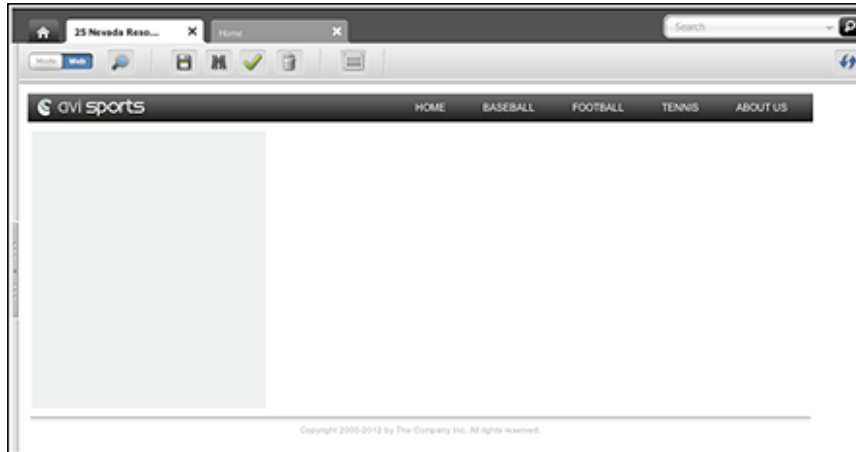 25 Nevada Reso... Home Search
Mode Web
avi sports HOME BASEBALL FOOTBALL TENNIS ABOUT US
Copyright 2000-2012 by The Company Inc. All rights reserved.